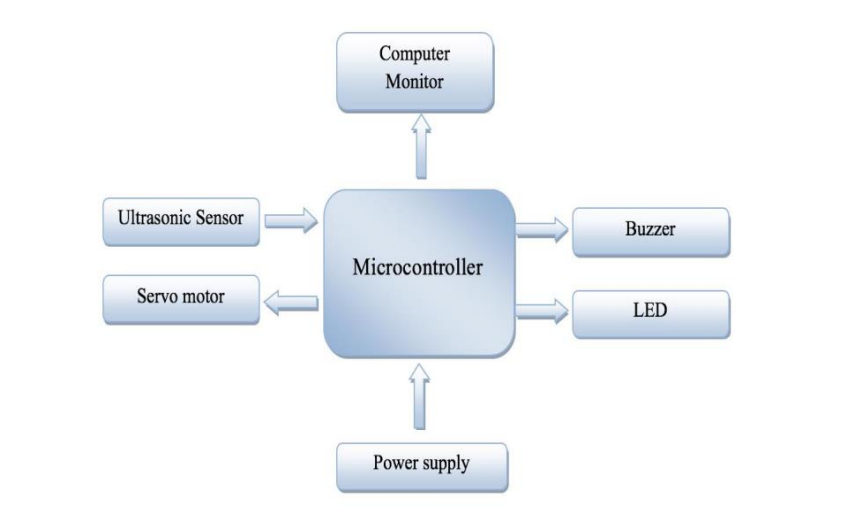 Computer
Monitor
Ultrasonic Sensor
Buzzer
Microcontroller
Servo motor
LED
Power supply